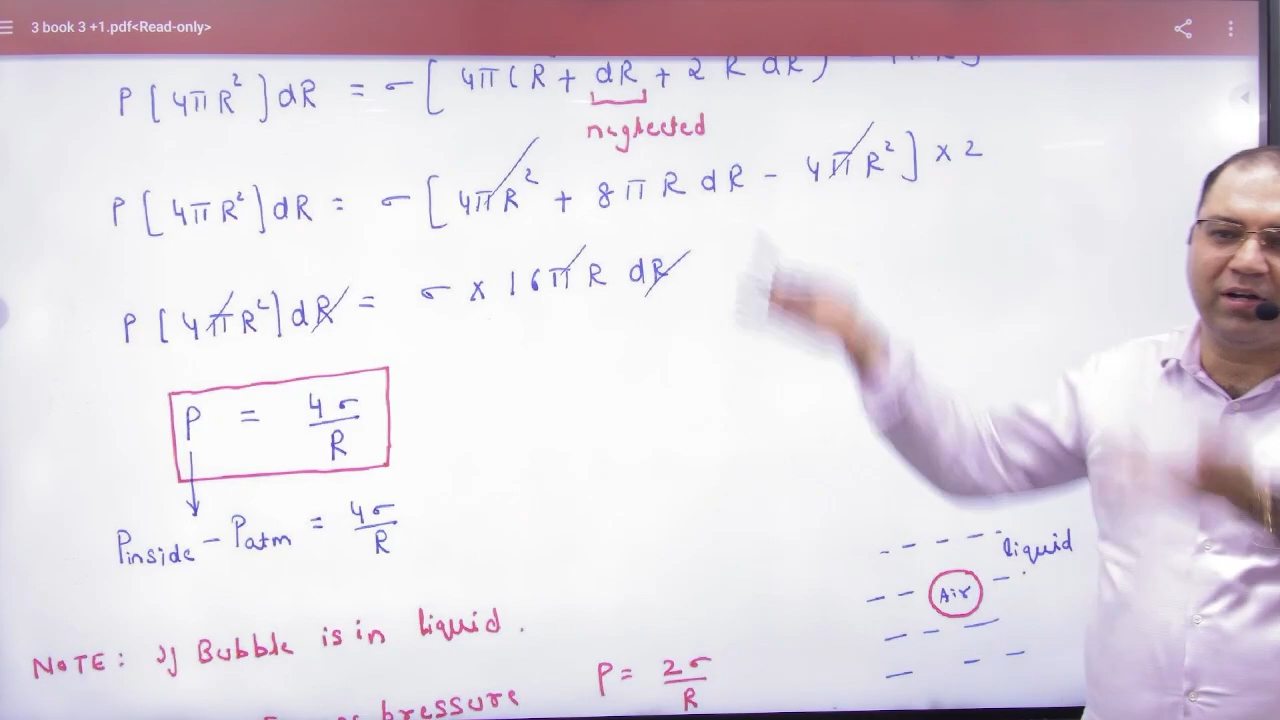 3 book 3 +1.pdf<Read-only>
P [4πR²]dR = σ[ 4π(R + dR + 2 R dR)
neglected
P [4πR²]dR = σ[4πR² + 8πR dR - 4πR²] × 2
P [4πR²]dR = σ × 16πR dR
P = 4σ/R
Pinside - Patm = 4σ/R
liquid
Air
NOTE: If Bubble is in liquid.
pressure P = 2σ/R